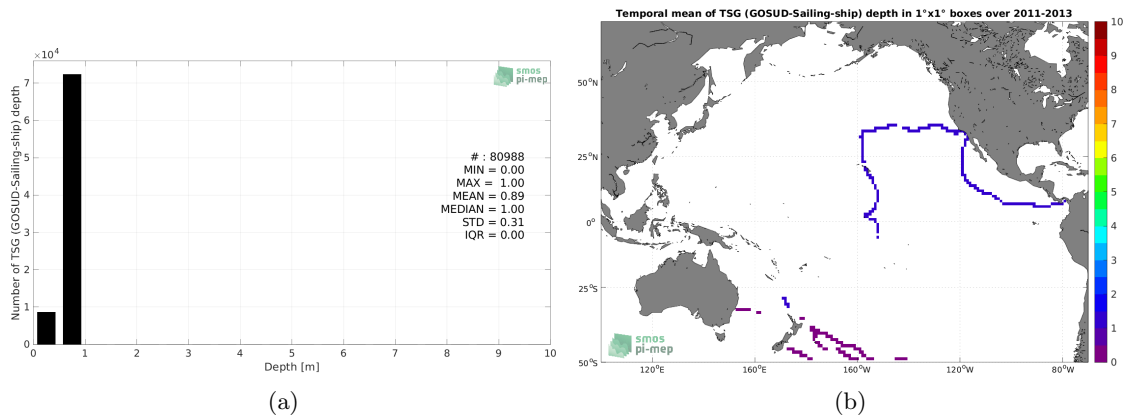 ×10⁴
7
6
5
4
3
2
1
0
Number of TSG (GOSUD-Sailing-ship) depth
smos
pi-mep
# : 80988
MIN = 0.00
MAX = 1.00
MEAN = 0.89
MEDIAN = 1.00
STD = 0.31
IQR = 0.00
0 1 2 3 4 5 6 7 8 9 10
Depth [m]
(a)
Temporal mean of TSG (GOSUD-Sailing-ship) depth in 1°x1° boxes over 2011-2013
50°N
25°N
0°
25°S
50°S
120°E
160°E
160°W
120°W
80°W
smos
pi-mep
10
9
8
7
6
5
4
3
2
1
0
(b)